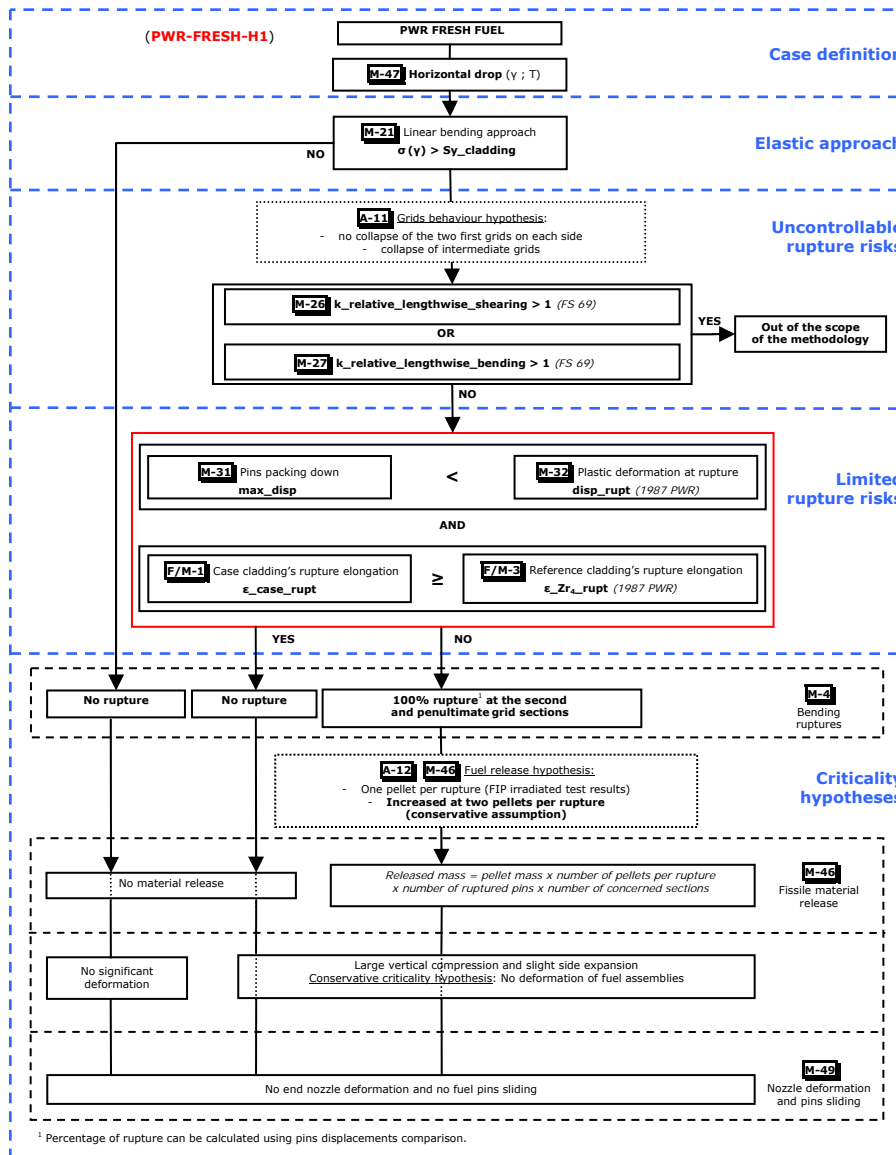 (PWR-FRESH-H1)
PWR FRESH FUEL
Case definition
M-47 Horizontal drop (γ ; T)
M-21 Linear bending approach
σ (γ) > Sy_cladding
NO
Elastic approach
A-11 Grids behaviour hypothesis:
- no collapse of the two first grids on each side
- collapse of intermediate grids
Uncontrollable
rupture risks
M-26 k_relative_lengthwise_shearing > 1 (FS 69)
OR
M-27 k_relative_lengthwise_bending > 1 (FS 69)
YES
Out of the scope
of the methodology
NO
M-31 Pins packing down
max_disp
<
M-32 Plastic deformation at rupture
disp_rupt (1987 PWR)
Limited
rupture risks
AND
F/M-1 Case cladding's rupture elongation
ε_case_rupt
≥
F/M-3 Reference cladding's rupture elongation
ε_Zr₄_rupt (1987 PWR)
YES
NO
No rupture
No rupture
100% rupture¹ at the second
and penultimate grid sections
M-4
Bending
ruptures
A-12 M-46 Fuel release hypothesis:
- One pellet per rupture (FIP irradiated test results)
- Increased at two pellets per rupture
(conservative assumption)
Criticality
hypotheses
No material release
Released mass = pellet mass x number of pellets per rupture
x number of ruptured pins x number of concerned sections
M-46
Fissile material
release
No significant
deformation
Large vertical compression and slight side expansion
Conservative criticality hypothesis: No deformation of fuel assemblies
No end nozzle deformation and no fuel pins sliding
M-49
Nozzle deformation
and pins sliding
¹ Percentage of rupture can be calculated using pins displacements comparison.